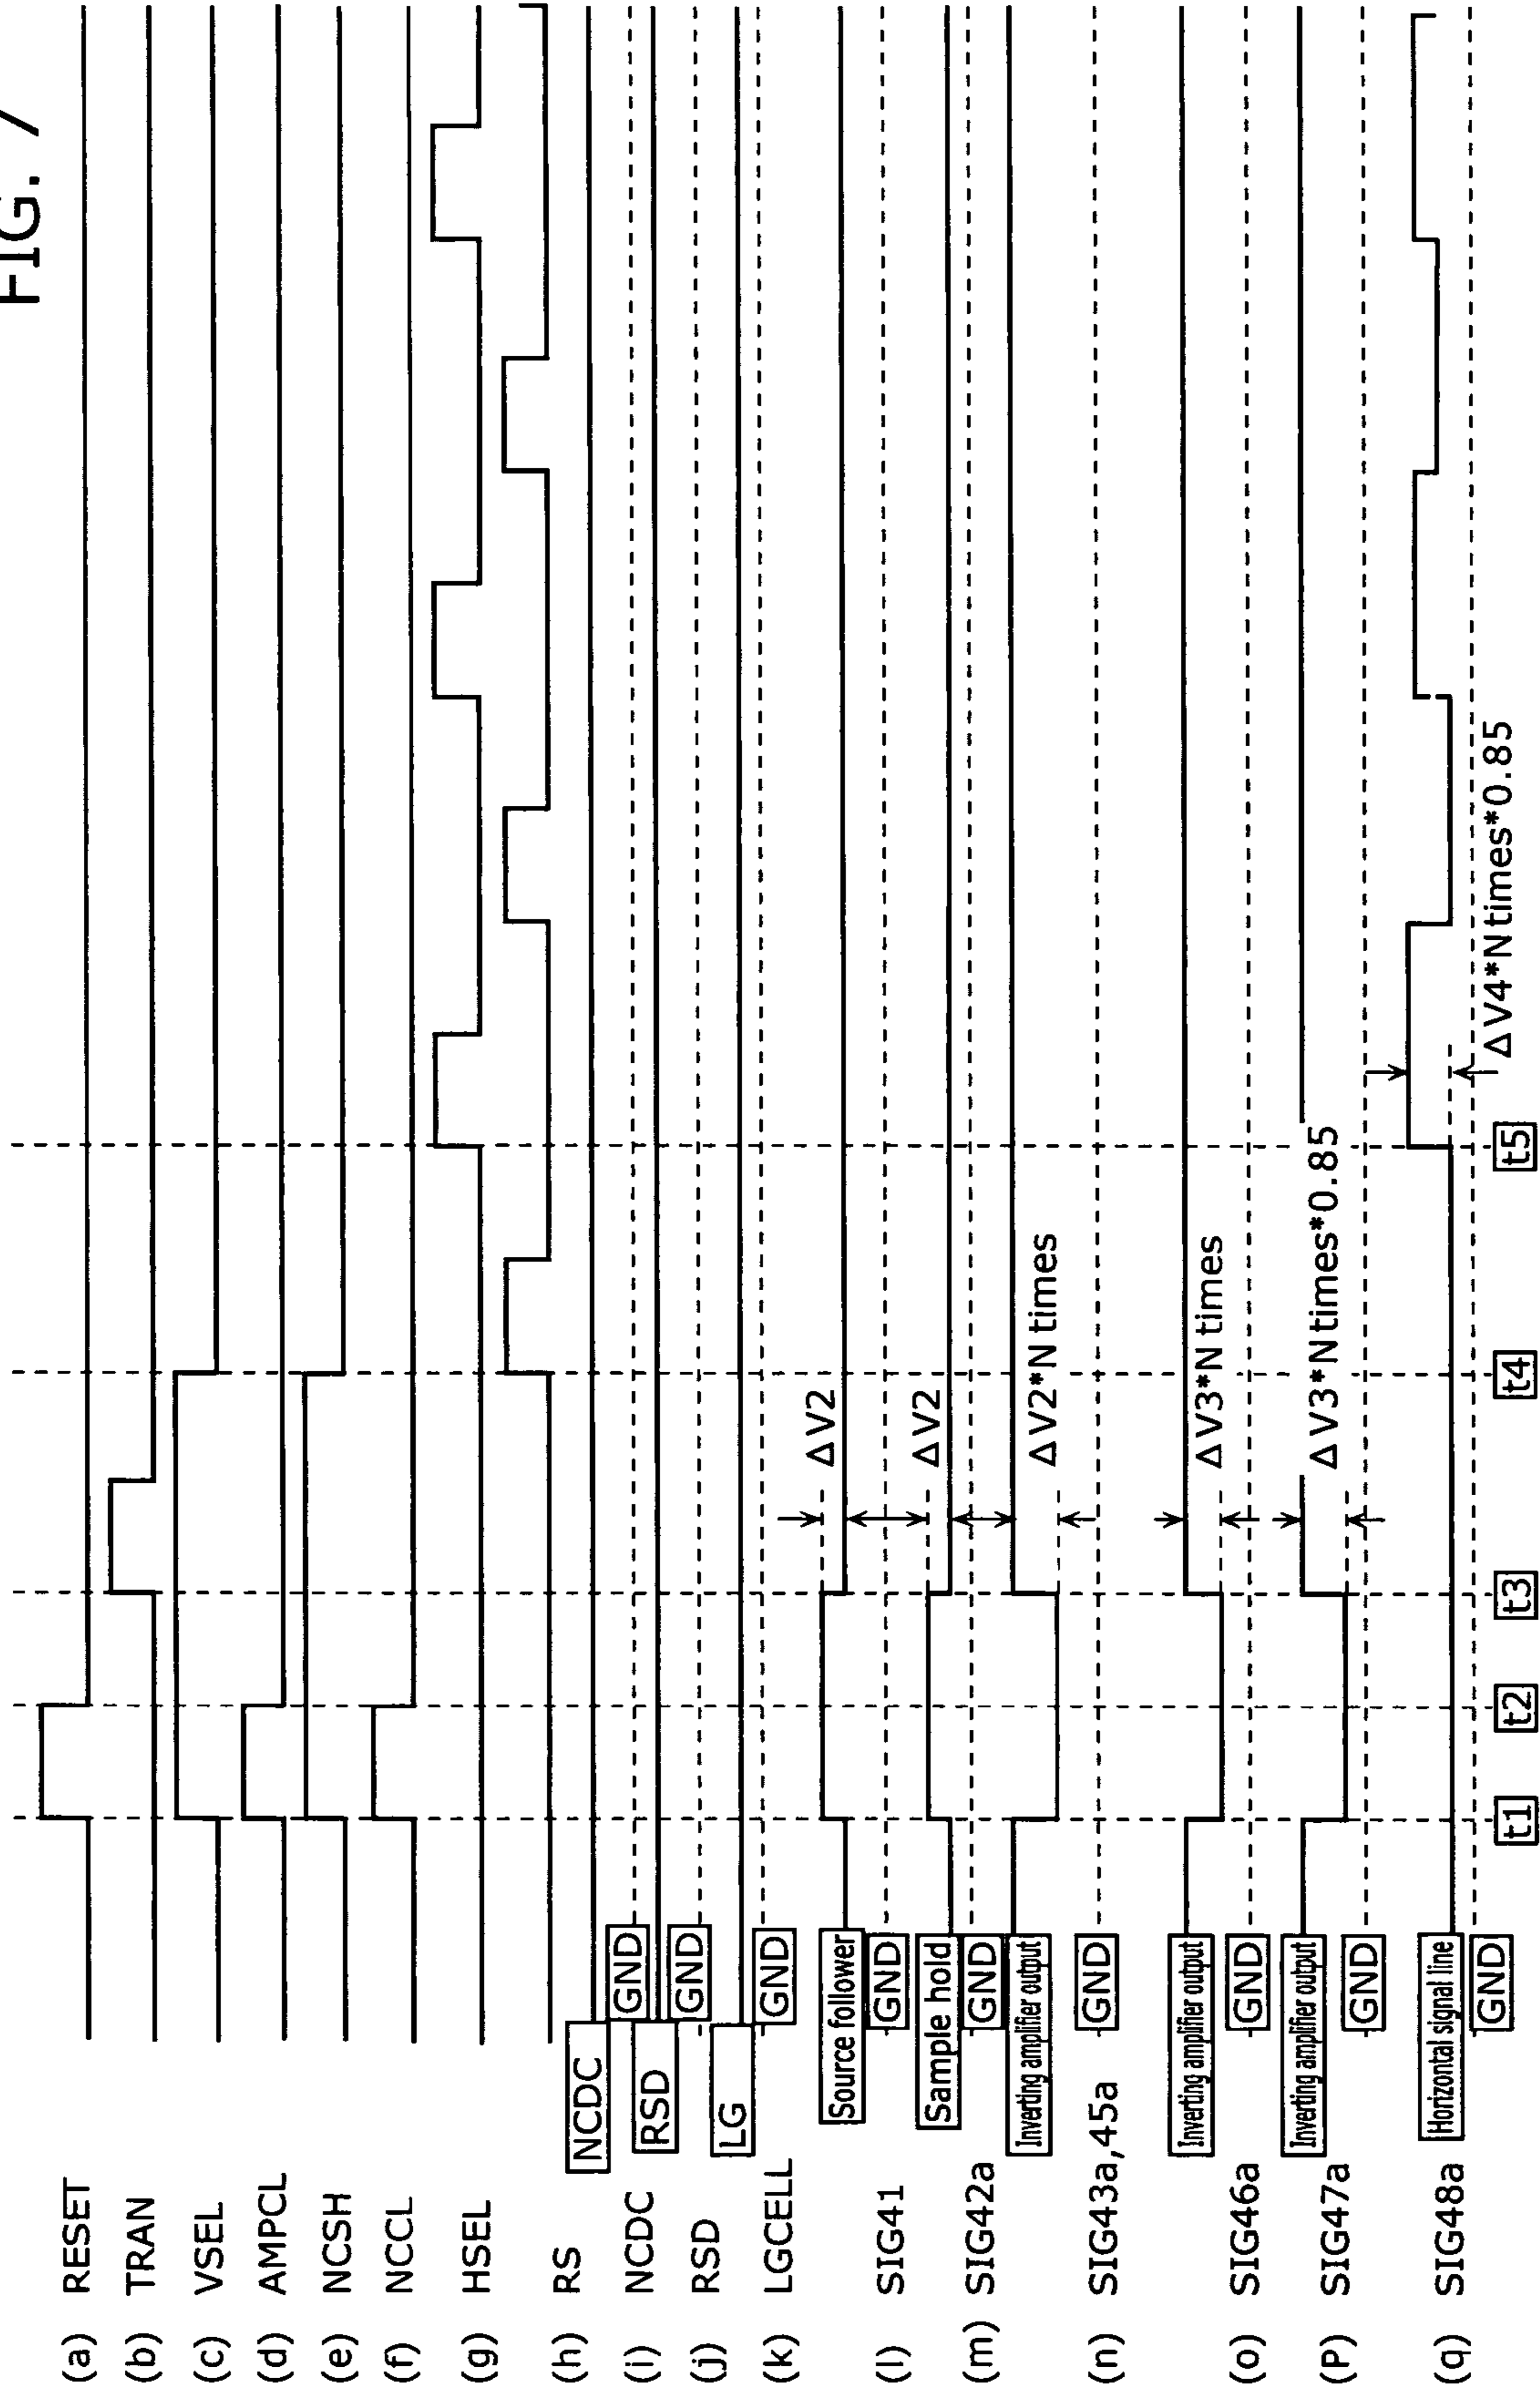 FIG. 7
(a) RESET
(b) TRAN
(c) VSEL
(d) AMPCL
(e) NCSH
(f) NCCL
(g) HSEL
(h) RS
NCDC
GND
(i) NCDC
RSD
GND
(j) RSD
LG
GND
(k) LGCELL
Source follower
ΔV2
GND
(l) SIG41
Sample hold
ΔV2
GND
(m) SIG42a
Inverting amplifier output
ΔV2*N times
GND
(n) SIG43a,45a
Inverting amplifier output
ΔV3*N times
GND
(o) SIG46a
Inverting amplifier output
ΔV3*Ntimes*0.85
GND
(P) SIG47a
Horizontal signal line
GND
(q) SIG48a
ΔV4*Ntimes*0.85
t1 t2 t3 t4 t5